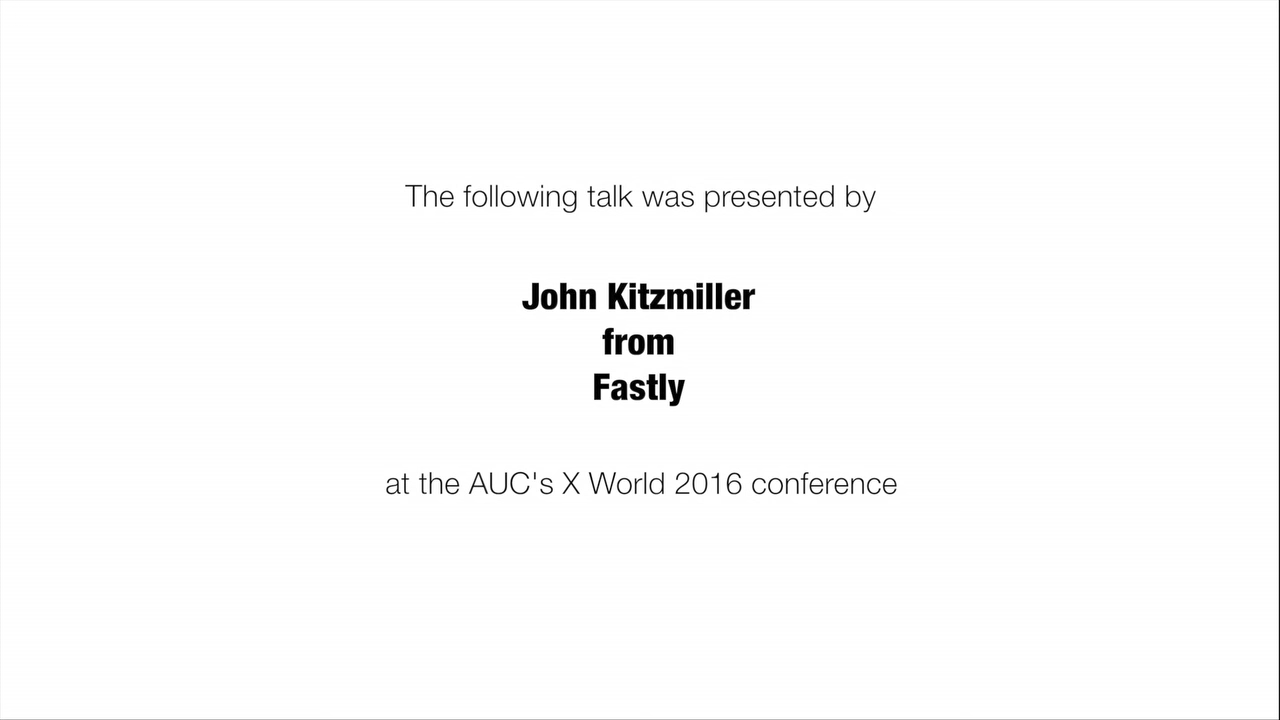 The following talk was presented by
John Kitzmiller
from
Fastly
at the AUC's X World 2016 conference